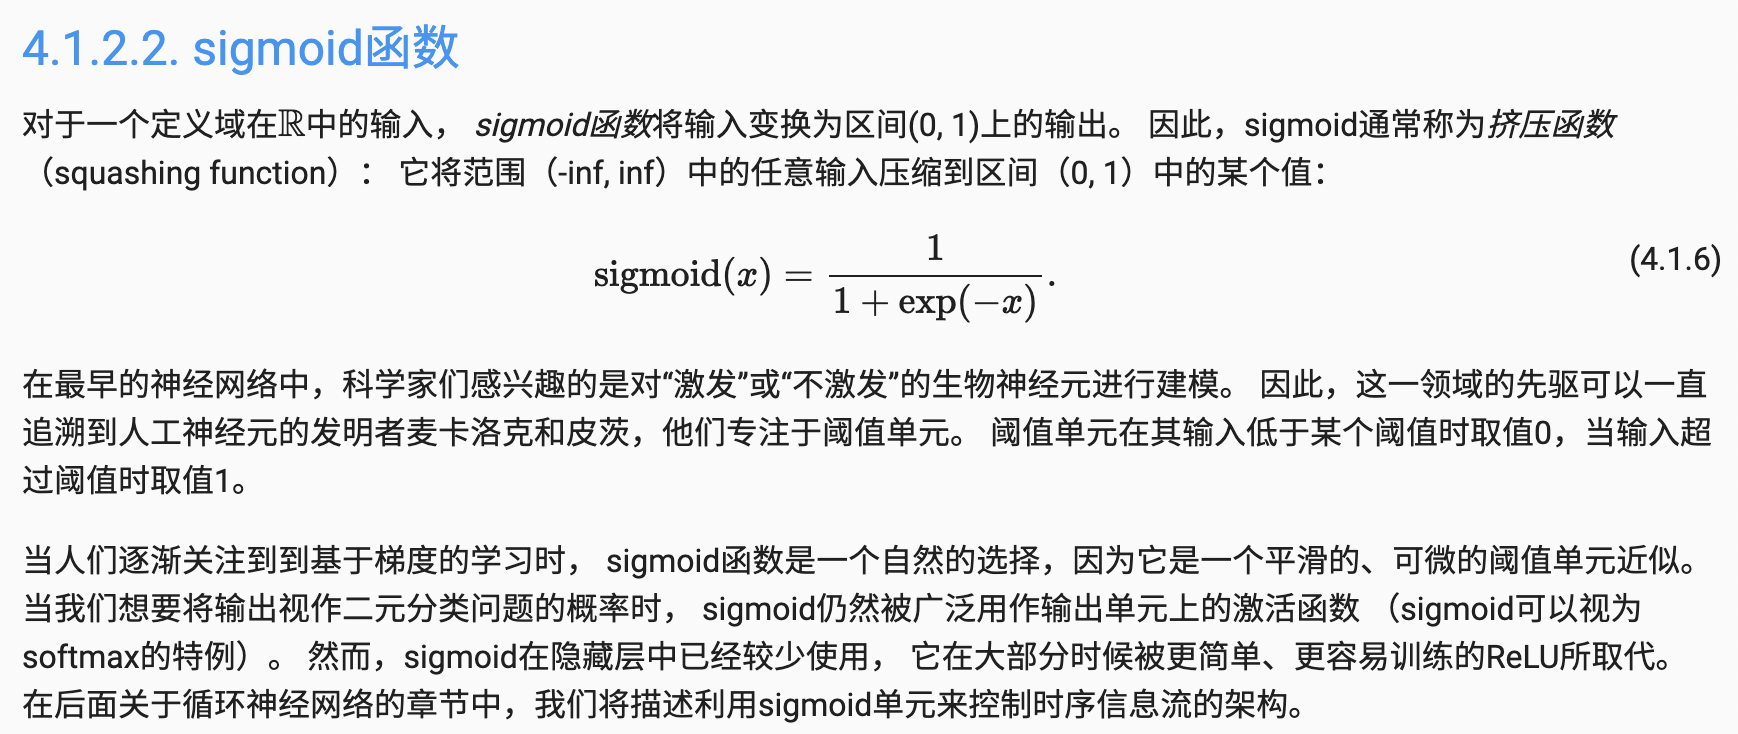 4.1.2.2. sigmoid函数
对于一个定义域在ℝ中的输入， sigmoid函数将输入变换为区间(0, 1)上的输出。 因此，sigmoid通常称为挤压函数
（squashing function）： 它将范围（-inf, inf）中的任意输入压缩到区间（0, 1）中的某个值：
sigmoid(x) = 1 / (1 + exp(−x)). (4.1.6)
在最早的神经网络中，科学家们感兴趣的是对“激发”或“不激发”的生物神经元进行建模。 因此，这一领域的先驱可以一直
追溯到人工神经元的发明者麦卡洛克和皮茨，他们专注于阈值单元。 阈值单元在其输入低于某个阈值时取值0，当输入超
过阈值时取值1。
当人们逐渐关注到到基于梯度的学习时， sigmoid函数是一个自然的选择，因为它是一个平滑的、可微的阈值单元近似。
当我们想要将输出视作二元分类问题的概率时， sigmoid仍然被广泛用作输出单元上的激活函数 （sigmoid可以视为
softmax的特例）。 然而，sigmoid在隐藏层中已经较少使用， 它在大部分时候被更简单、更容易训练的ReLU所取代。
在后面关于循环神经网络的章节中，我们将描述利用sigmoid单元来控制时序信息流的架构。